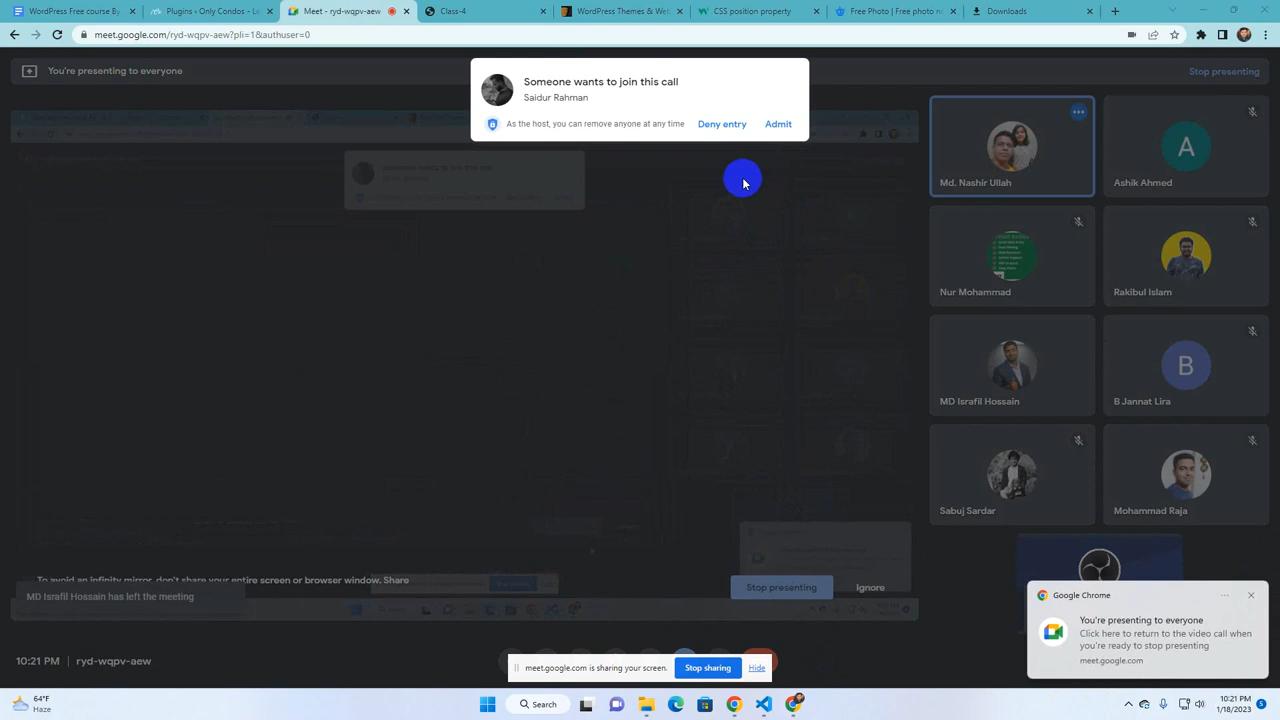 WordPress Free course By
Plugins ‹ Only Condos – L
Meet - ryd-wqpv-aew
Class-4
WordPress Themes & Web
CSS position property
Free Photo | Free photo n
Downloads
meet.google.com/ryd-wqpv-aew?pli=1&authuser=0
You're presenting to everyone
Stop presenting
Someone wants to join this call
Saidur Rahman
As the host, you can remove anyone at any time
Deny entry
Admit
Md. Nashir Ullah
A
Ashik Ahmed
Nur Mohammad
Rakibul Islam
MD Israfil Hossain
B
B Jannat Lira
Sabuj Sardar
Mohammad Raja
To avoid an infinity mirror, don't share your entire screen or browser window. Share
Stop presenting
Ignore
MD Israfil Hossain has left the meeting
Google Chrome
You're presenting to everyone
Click here to return to the video call when
you're ready to stop presenting
meet.google.com
10:21 PM | ryd-wqpv-aew
meet.google.com is sharing your screen.
Stop sharing
Hide
64°F
Haze
Search
10:21 PM
1/18/2023